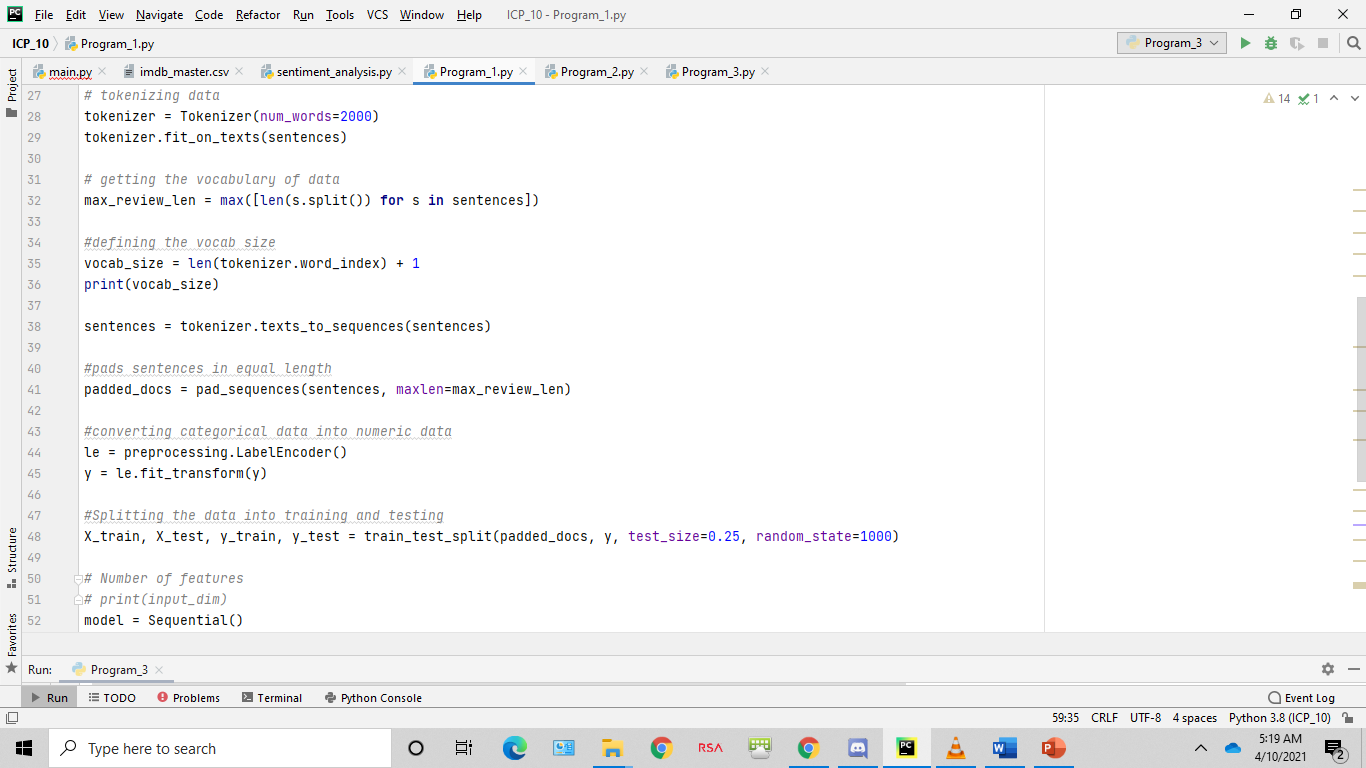 PC File Edit View Navigate Code Refactor Run Tools VCS Window Help ICP_10 - Program_1.py
ICP_10 Program_1.py Program_3
Project
main.py imdb_master.csv sentiment_analysis.py Program_1.py Program_2.py Program_3.py
14 1
27 # tokenizing data
28 tokenizer = Tokenizer(num_words=2000)
29 tokenizer.fit_on_texts(sentences)
30
31 # getting the vocabulary of data
32 max_review_len = max([len(s.split()) for s in sentences])
33
34 #defining the vocab size
35 vocab_size = len(tokenizer.word_index) + 1
36 print(vocab_size)
37
38 sentences = tokenizer.texts_to_sequences(sentences)
39
40 #pads sentences in equal length
41 padded_docs = pad_sequences(sentences, maxlen=max_review_len)
42
43 #converting categorical data into numeric data
44 le = preprocessing.LabelEncoder()
45 y = le.fit_transform(y)
46
47 #Splitting the data into training and testing
48 X_train, X_test, y_train, y_test = train_test_split(padded_docs, y, test_size=0.25, random_state=1000)
49
50 # Number of features
51 # print(input_dim)
52 model = Sequential()
Structure
Favorites
Run: Program_3
Run TODO Problems Terminal Python Console Event Log
59:35 CRLF UTF-8 4 spaces Python 3.8 (ICP_10)
Type here to search RSA PC W P 5:19 AM
4/10/2021 2